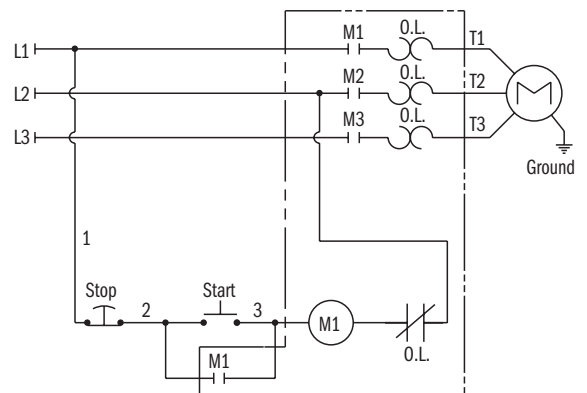 O.L.
M1
T1
L1
O.L.
M2
T2
L2
O.L.
M3
T3
L3
Ground
1
Stop
2
Start
3
M1
M1
O.L.